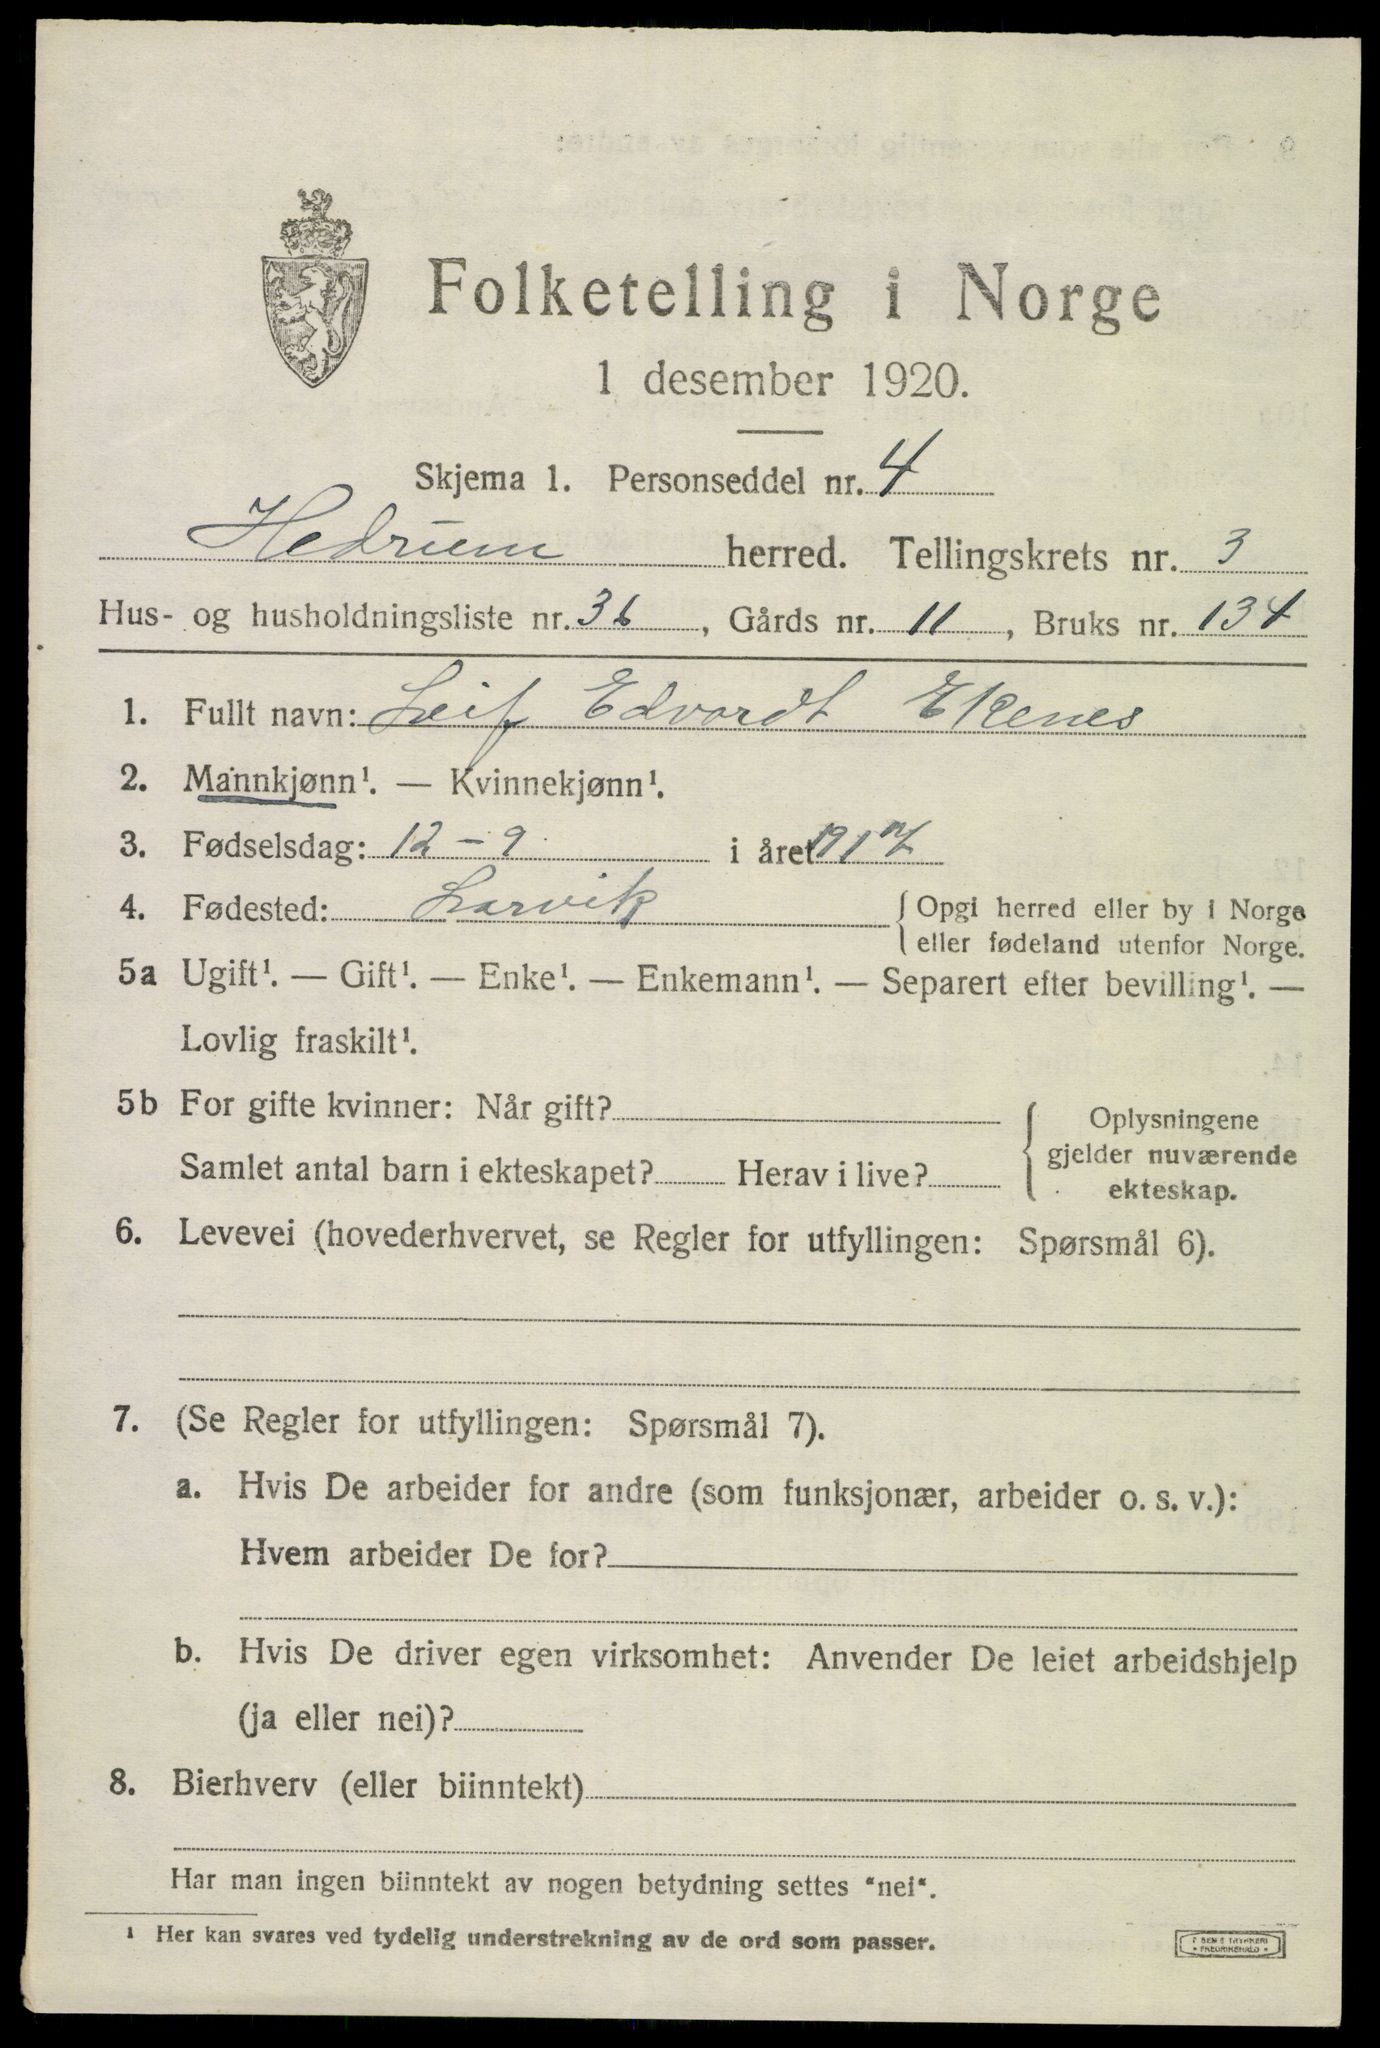 Folketelling i Norge
1 desember 1920.
Skjema 1. Personseddel nr. 4
Hedrum herred. Tellingskrets nr. 3
Hus- og husholdningsliste nr. 36, Gårds nr. 11, Bruks nr. 134
1. Fullt navn: Leif Edvardt Ekenes
2. Mannkjønn¹. — Kvinnekjønn¹.
3. Fødselsdag: 12 - 9 i året 1917
4. Fødested: Larvik { Opgi herred eller by i Norge
eller fødeland utenfor Norge.
5a Ugift¹. — Gift¹. — Enke¹. — Enkemann¹. — Separert efter bevilling¹. —
Lovlig fraskilt¹.
5b For gifte kvinner: Når gift?
Samlet antal barn i ekteskapet? Herav i live?
Oplysningene
gjelder nuværende
ekteskap.
6. Levevei (hovederhvervet, se Regler for utfyllingen: Spørsmål 6).
7. (Se Regler for utfyllingen: Spørsmål 7).
a. Hvis De arbeider for andre (som funksjonær, arbeider o. s. v.):
Hvem arbeider De for?
b. Hvis De driver egen virksomhet: Anvender De leiet arbeidshjelp
(ja eller nei)?
8. Bierhverv (eller biinntekt)
Har man ingen biinntekt av nogen betydning settes "nei".
¹ Her kan svares ved tydelig understrekning av de ord som passer.